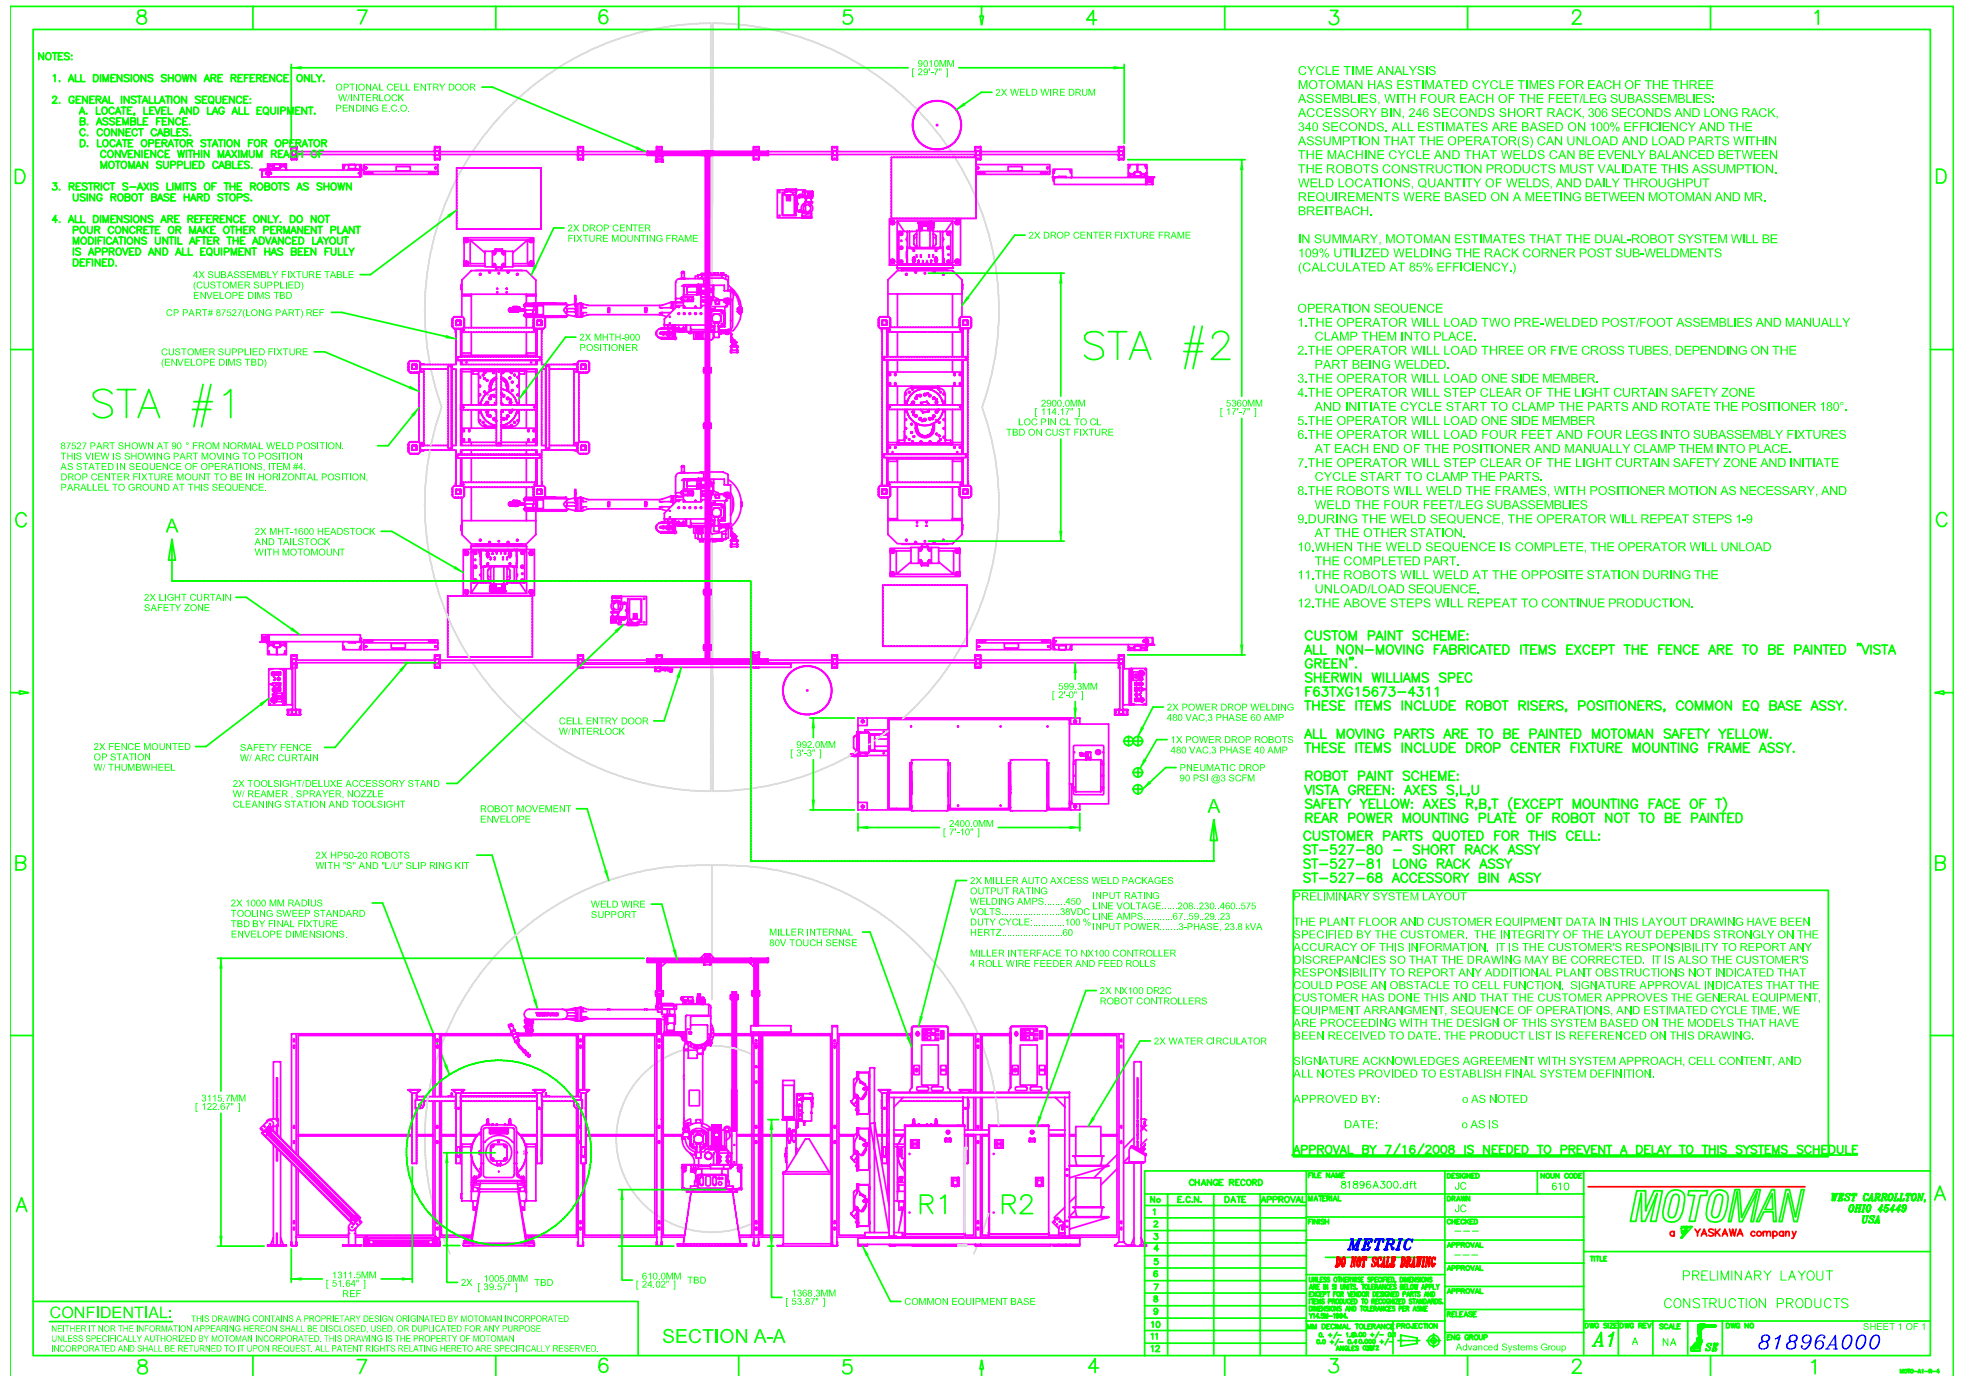 8 7 6 5 4 3 2 1
D
C
B
A
NOTES:
1. ALL DIMENSIONS SHOWN ARE REFERENCE ONLY.
2. GENERAL INSTALLATION SEQUENCE:
A. LOCATE, LEVEL AND LAG ALL EQUIPMENT.
B. ASSEMBLE FENCE.
C. CONNECT CABLES.
D. LOCATE OPERATOR STATION FOR OPERATOR
CONVENIENCE WITHIN MAXIMUM REACH OF
MOTOMAN SUPPLIED CABLES.
3. RESTRICT S-AXIS LIMITS OF THE ROBOTS AS SHOWN
USING ROBOT BASE HARD STOPS.
4. ALL DIMENSIONS ARE REFERENCE ONLY. DO NOT
POUR CONCRETE OR MAKE OTHER PERMANENT PLANT
MODIFICATIONS UNTIL AFTER THE ADVANCED LAYOUT
IS APPROVED AND ALL EQUIPMENT HAS BEEN FULLY
DEFINED.
OPTIONAL CELL ENTRY DOOR
W/INTERLOCK
PENDING E.C.O.
9010MM
[ 29'-7" ]
2X WELD WIRE DRUM
2X DROP CENTER
FIXTURE MOUNTING FRAME
2X DROP CENTER FIXTURE FRAME
4X SUBASSEMBLY FIXTURE TABLE
(CUSTOMER SUPPLIED)
ENVELOPE DIMS TBD
CP PART# 87527(LONG PART) REF
CUSTOMER SUPPLIED FIXTURE
(ENVELOPE DIMS TBD)
2X MHTH-900
POSITIONER
STA #1
STA #2
2900.0MM
[ 114.17" ]
LOC PIN CL TO CL
TBD ON CUST FIXTURE
5360MM
[ 17'-7" ]
87527 PART SHOWN AT 90 ° FROM NORMAL WELD POSITION.
THIS VIEW IS SHOWING PART MOVING TO POSITION
AS STATED IN SEQUENCE OF OPERATIONS, ITEM #4.
DROP CENTER FIXTURE MOUNT TO BE IN HORIZONTAL POSITION,
PARALLEL TO GROUND AT THIS SEQUENCE.
A
2X MHT-1600 HEADSTOCK
AND TAILSTOCK
WITH MOTOMOUNT
2X LIGHT CURTAIN
SAFETY ZONE
2X FENCE MOUNTED
OP STATION
W/ THUMBWHEEL
SAFETY FENCE
W/ ARC CURTAIN
CELL ENTRY DOOR
W/INTERLOCK
2X TOOLSIGHT/DELUXE ACCESSORY STAND
W/ REAMER , SPRAYER, NOZZLE
CLEANING STATION AND TOOLSIGHT
599.3MM
[ 2'-0" ]
992.0MM
[ 3'-3" ]
2400.0MM
[ 7'-10" ]
2X POWER DROP WELDING
480 VAC,3 PHASE 60 AMP
1X POWER DROP ROBOTS
480 VAC,3 PHASE 40 AMP
PNEUMATIC DROP
90 PSI @3 SCFM
A
ROBOT MOVEMENT
ENVELOPE
2X HP50-20 ROBOTS
WITH "S" AND "L/U" SLIP RING KIT
2X 1000 MM RADIUS
TOOLING SWEEP STANDARD
TBD BY FINAL FIXTURE
ENVELOPE DIMENSIONS.
WELD WIRE
SUPPORT
MILLER INTERNAL
80V TOUCH SENSE
2X MILLER AUTO AXCESS WELD PACKAGES
OUTPUT RATING
WELDING AMPS........450
VOLTS......................38VDC
DUTY CYCLE:...........100 %
HERTZ......................60
INPUT RATING
LINE VOLTAGE.....208..230..460..575
LINE AMPS.........67..59..29..23
INPUT POWER.......3-PHASE, 23.8 kVA
MILLER INTERFACE TO NX100 CONTROLLER
4 ROLL WIRE FEEDER AND FEED ROLLS
2X NX100 DR2C
ROBOT CONTROLLERS
2X WATER CIRCULATOR
3115.7MM
[ 122.67" ]
R1
R2
1311.5MM
[ 51.64" ]
REF
2X 1005.0MM TBD
[ 39.57" ]
610.0MM TBD
[ 24.02" ]
1368.3MM
[ 53.87" ]
COMMON EQUIPMENT BASE
SECTION A-A
CONFIDENTIAL: THIS DRAWING CONTAINS A PROPRIETARY DESIGN ORIGINATED BY MOTOMAN INCORPORATED.
NEITHER IT NOR THE INFORMATION APPEARING HEREON SHALL BE DISCLOSED, USED, OR DUPLICATED FOR ANY PURPOSE
UNLESS SPECIFICALLY AUTHORIZED BY MOTOMAN INCORPORATED. THIS DRAWING IS THE PROPERTY OF MOTOMAN
INCORPORATED AND SHALL BE RETURNED TO IT UPON REQUEST. ALL PATENT RIGHTS RELATING HERETO ARE SPECIFICALLY RESERVED.
CYCLE TIME ANALYSIS
MOTOMAN HAS ESTIMATED CYCLE TIMES FOR EACH OF THE THREE
ASSEMBLIES, WITH FOUR EACH OF THE FEET/LEG SUBASSEMBLIES:
ACCESSORY BIN, 246 SECONDS SHORT RACK, 306 SECONDS AND LONG RACK,
340 SECONDS. ALL ESTIMATES ARE BASED ON 100% EFFICIENCY AND THE
ASSUMPTION THAT THE OPERATOR(S) CAN UNLOAD AND LOAD PARTS WITHIN
THE MACHINE CYCLE AND THAT WELDS CAN BE EVENLY BALANCED BETWEEN
THE ROBOTS CONSTRUCTION PRODUCTS MUST VALIDATE THIS ASSUMPTION.
WELD LOCATIONS, QUANTITY OF WELDS, AND DAILY THROUGHPUT
REQUIREMENTS WERE BASED ON A MEETING BETWEEN MOTOMAN AND MR.
BREITBACH.
IN SUMMARY, MOTOMAN ESTIMATES THAT THE DUAL-ROBOT SYSTEM WILL BE
109% UTILIZED WELDING THE RACK CORNER POST SUB-WELDMENTS
(CALCULATED AT 85% EFFICIENCY.)
OPERATION SEQUENCE
1.THE OPERATOR WILL LOAD TWO PRE-WELDED POST/FOOT ASSEMBLIES AND MANUALLY
CLAMP THEM INTO PLACE.
2.THE OPERATOR WILL LOAD THREE OR FIVE CROSS TUBES, DEPENDING ON THE
PART BEING WELDED.
3.THE OPERATOR WILL LOAD ONE SIDE MEMBER.
4.THE OPERATOR WILL STEP CLEAR OF THE LIGHT CURTAIN SAFETY ZONE
AND INITIATE CYCLE START TO CLAMP THE PARTS AND ROTATE THE POSITIONER 180°.
5.THE OPERATOR WILL LOAD ONE SIDE MEMBER
6.THE OPERATOR WILL LOAD FOUR FEET AND FOUR LEGS INTO SUBASSEMBLY FIXTURES
AT EACH END OF THE POSITIONER AND MANUALLY CLAMP THEM INTO PLACE.
7.THE OPERATOR WILL STEP CLEAR OF THE LIGHT CURTAIN SAFETY ZONE AND INITIATE
CYCLE START TO CLAMP THE PARTS.
8.THE ROBOTS WILL WELD THE FRAMES, WITH POSITIONER MOTION AS NECESSARY, AND
WELD THE FOUR FEET/LEG SUBASSEMBLIES
9.DURING THE WELD SEQUENCE, THE OPERATOR WILL REPEAT STEPS 1-9
AT THE OTHER STATION.
10.WHEN THE WELD SEQUENCE IS COMPLETE, THE OPERATOR WILL UNLOAD
THE COMPLETED PART.
11.THE ROBOTS WILL WELD AT THE OPPOSITE STATION DURING THE
UNLOAD/LOAD SEQUENCE.
12.THE ABOVE STEPS WILL REPEAT TO CONTINUE PRODUCTION.
CUSTOM PAINT SCHEME:
ALL NON-MOVING FABRICATED ITEMS EXCEPT THE FENCE ARE TO BE PAINTED "VISTA
GREEN".
SHERWIN WILLIAMS SPEC
F63TXG15673-4311
THESE ITEMS INCLUDE ROBOT RISERS, POSITIONERS, COMMON EQ BASE ASSY.
ALL MOVING PARTS ARE TO BE PAINTED MOTOMAN SAFETY YELLOW.
THESE ITEMS INCLUDE DROP CENTER FIXTURE MOUNTING FRAME ASSY.
ROBOT PAINT SCHEME:
VISTA GREEN: AXES S,L,U
SAFETY YELLOW: AXES R,B,T (EXCEPT MOUNTING FACE OF T)
REAR POWER MOUNTING PLATE OF ROBOT NOT TO BE PAINTED
CUSTOMER PARTS QUOTED FOR THIS CELL:
ST-527-80 - SHORT RACK ASSY
ST-527-81 LONG RACK ASSY
ST-527-68 ACCESSORY BIN ASSY
PRELIMINARY SYSTEM LAYOUT
THE PLANT FLOOR AND CUSTOMER EQUIPMENT DATA IN THIS LAYOUT DRAWING HAVE BEEN
SPECIFIED BY THE CUSTOMER. THE INTEGRITY OF THE LAYOUT DEPENDS STRONGLY ON THE
ACCURACY OF THIS INFORMATION. IT IS THE CUSTOMER'S RESPONSIBILITY TO REPORT ANY
DISCREPANCIES SO THAT THE DRAWING MAY BE CORRECTED. IT IS ALSO THE CUSTOMER'S
RESPONSIBILITY TO REPORT ANY ADDITIONAL PLANT OBSTRUCTIONS NOT INDICATED THAT
COULD POSE AN OBSTACLE TO CELL FUNCTION. SIGNATURE APPROVAL INDICATES THAT THE
CUSTOMER HAS DONE THIS AND THAT THE CUSTOMER APPROVES THE GENERAL EQUIPMENT,
EQUIPMENT ARRANGMENT, SEQUENCE OF OPERATIONS, AND ESTIMATED CYCLE TIME, WE
ARE PROCEEDING WITH THE DESIGN OF THIS SYSTEM BASED ON THE MODELS THAT HAVE
BEEN RECEIVED TO DATE. THE PRODUCT LIST IS REFERENCED ON THIS DRAWING.
SIGNATURE ACKNOWLEDGES AGREEMENT WITH SYSTEM APPROACH, CELL CONTENT, AND
ALL NOTES PROVIDED TO ESTABLISH FINAL SYSTEM DEFINITION.
APPROVED BY: o AS NOTED
DATE: o AS IS
APPROVAL BY 7/16/2008 IS NEEDED TO PREVENT A DELAY TO THIS SYSTEMS SCHEDULE
CHANGE RECORD
No E.C.N. DATE APPROVAL
1
2
3
4
5
6
7
8
9
10
11
12
FILE NAME
81896A300.dft
MATERIAL
FINISH
METRIC
DO NOT SCALE DRAWING
UNLESS OTHERWISE SPECIFIED, DIMENSIONS
MM DECIMAL TOLERANCE
PROJECTION
DESIGNED
JC
NOUN CODE
610
DRAWN
JC
CHECKED
---
APPROVAL
---
APPROVAL
APPROVAL
RELEASE
ENG GROUP
Advanced Systems Group
MOTOMAN
a YASKAWA company
WEST CARROLLTON,
OHIO 45449
USA
TITLE
PRELIMINARY LAYOUT
CONSTRUCTION PRODUCTS
DWG SIZE
A1
DWG REV
A
SCALE
NA
SE
DWG NO
81896A000
SHEET 1 OF 1
8 7 6 5 4 3 2 1
D
C
B
A